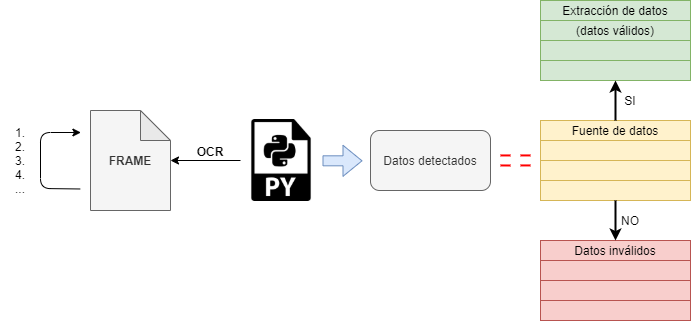 1.
2.
3.
4.
...
FRAME
OCR
PY
Datos detectados
Extracción de datos
(datos válidos)
SI
Fuente de datos
NO
Datos inválidos